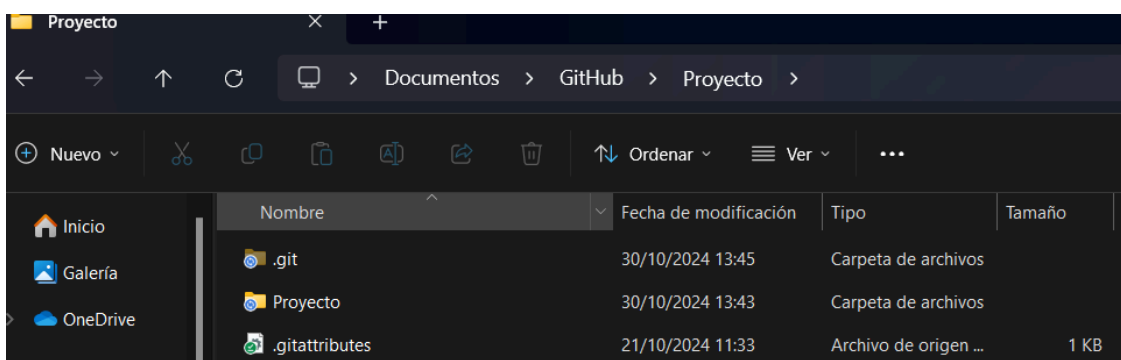 Proyecto
Documentos > GitHub > Proyecto >
Nuevo Ordenar Ver ...
Inicio
Galería
OneDrive
Nombre Fecha de modificación Tipo Tamaño
.git 30/10/2024 13:45 Carpeta de archivos
Proyecto 30/10/2024 13:43 Carpeta de archivos
.gitattributes 21/10/2024 11:33 Archivo de origen ... 1 KB